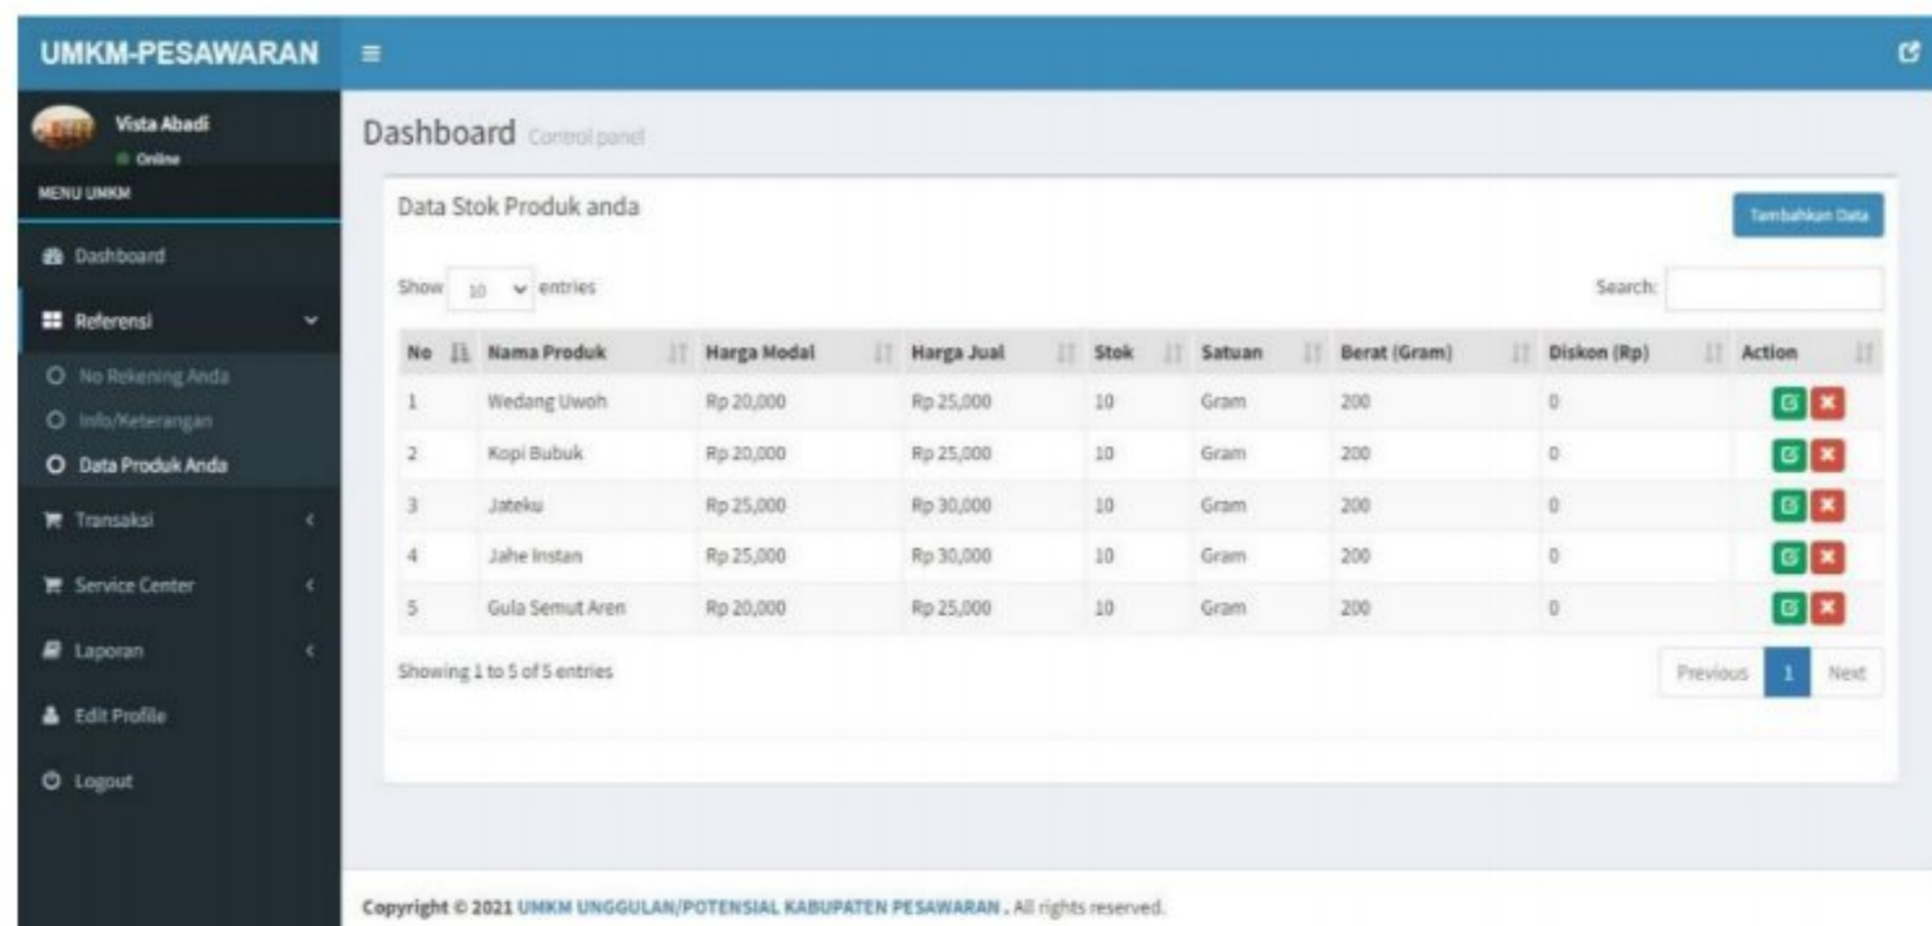 UMKM-PESAWARAN
Vista Abadi
Online
MENU UMKM
Dashboard
Referensi
No Rekening Anda
Info/Keterangan
Data Produk Anda
Transaksi
Service Center
Laporan
Edit Profile
Logout
Dashboard Control panel
Data Stok Produk anda
Tambahkan Data
Show 10 entries
Search:
No Nama Produk Harga Modal Harga Jual Stok Satuan Berat (Gram) Diskon (Rp) Action
1 Wedang Uwoh Rp 20,000 Rp 25,000 10 Gram 200 0
2 Kopi Bubuk Rp 20,000 Rp 25,000 10 Gram 200 0
3 Jateku Rp 25,000 Rp 30,000 10 Gram 200 0
4 Jahe Instan Rp 25,000 Rp 30,000 10 Gram 200 0
5 Gula Semut Aren Rp 20,000 Rp 25,000 10 Gram 200 0
Showing 1 to 5 of 5 entries
Previous 1 Next
Copyright © 2021 UMKM UNGGULAN/POTENSIAL KABUPATEN PESAWARAN . All rights reserved.